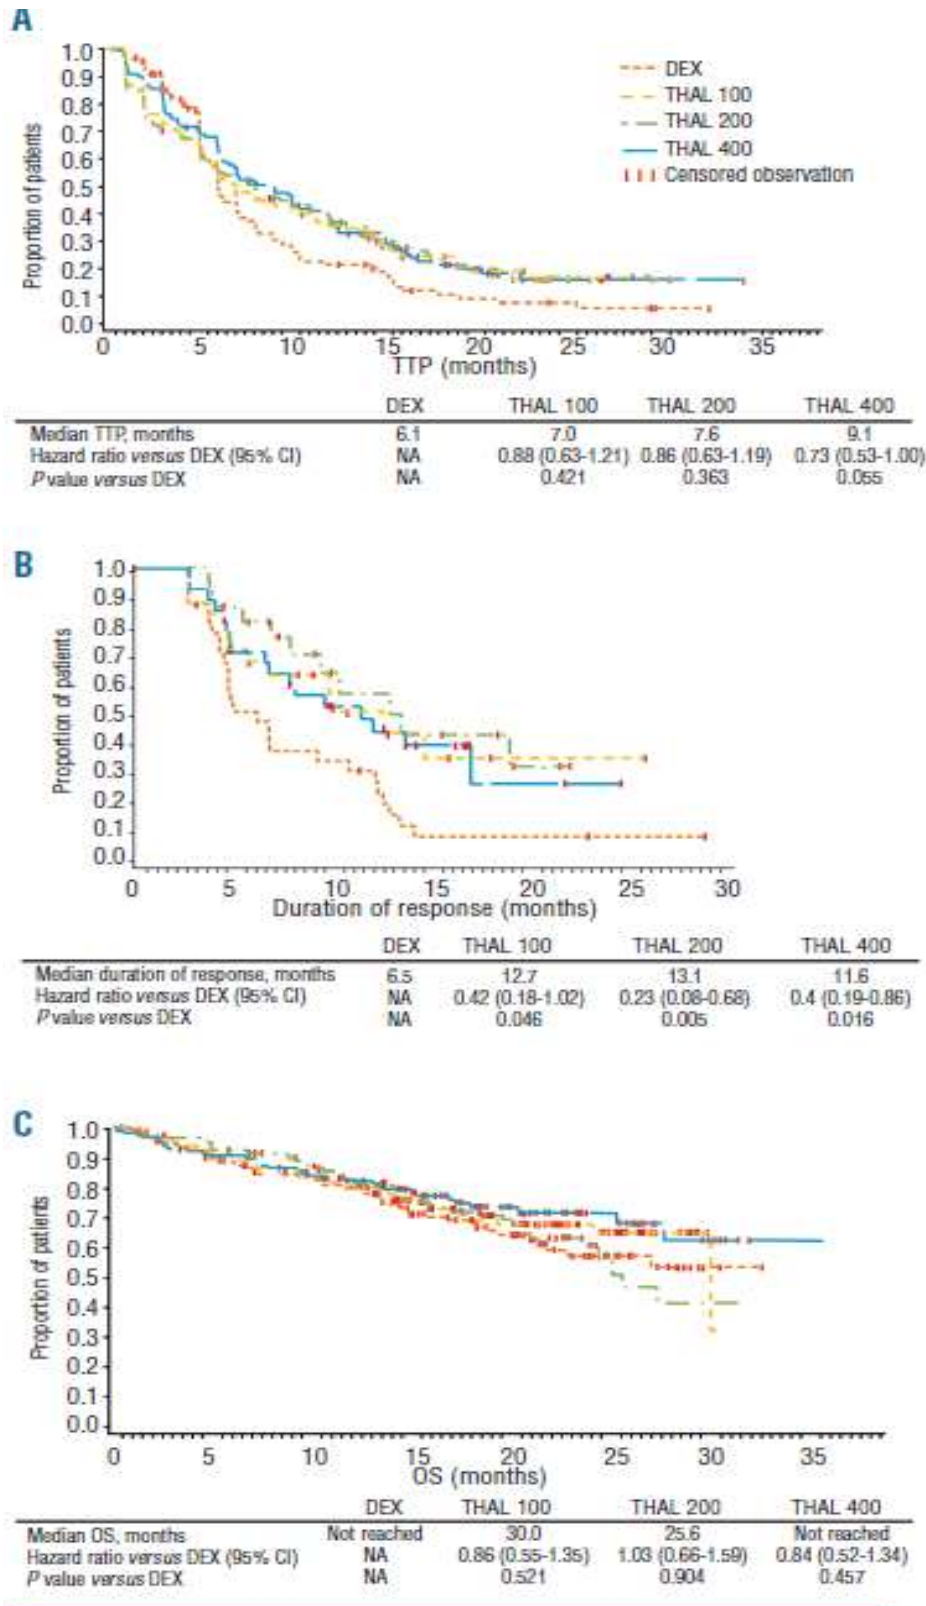 A
1.0
0.9
0.8
0.7
0.6
0.5
0.4
0.3
0.2
0.1
0.0
Proportion of patients
DEX
THAL 100
THAL 200
THAL 400
Censored observation
0 5 10 15 20 25 30 35
TTP (months)
DEX THAL 100 THAL 200 THAL 400
Median TTP, months 6.1 7.0 7.6 9.1
Hazard ratio versus DEX (95% CI) NA 0.88 (0.63-1.21) 0.86 (0.63-1.19) 0.73 (0.53-1.00)
P value versus DEX NA 0.421 0.363 0.055
B
1.0
0.9
0.8
0.7
0.6
0.5
0.4
0.3
0.2
0.1
0.0
Proportion of patients
0 5 10 15 20 25 30
Duration of response (months)
DEX THAL 100 THAL 200 THAL 400
Median duration of response, months 6.5 12.7 13.1 11.6
Hazard ratio versus DEX (95% CI) NA 0.42 (0.18-1.02) 0.23 (0.08-0.68) 0.4 (0.19-0.86)
P value versus DEX NA 0.046 0.005 0.016
C
1.0
0.9
0.8
0.7
0.6
0.5
0.4
0.3
0.2
0.1
0.0
Proportion of patients
0 5 10 15 20 25 30 35
OS (months)
DEX THAL 100 THAL 200 THAL 400
Median OS, months Not reached 30.0 25.6 Not reached
Hazard ratio versus DEX (95% CI) NA 0.86 (0.55-1.35) 1.03 (0.66-1.59) 0.84 (0.52-1.34)
P value versus DEX NA 0.521 0.904 0.457